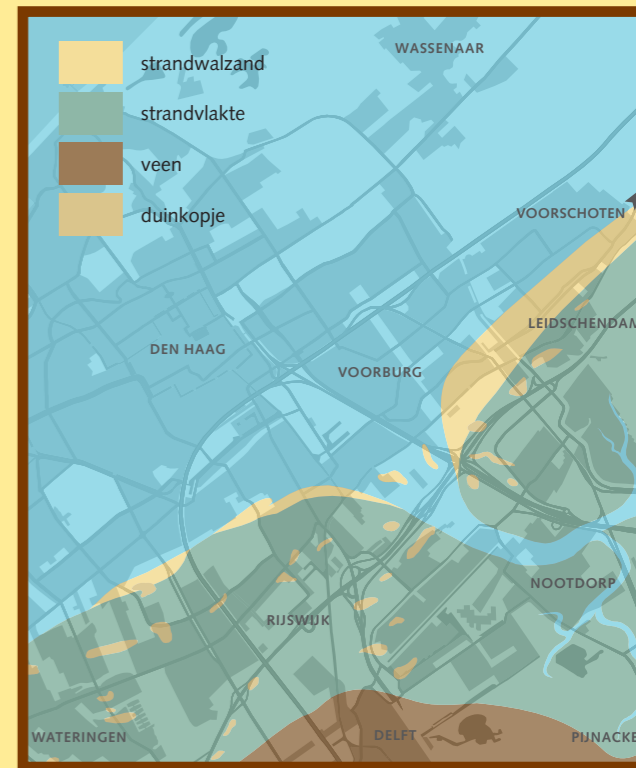 WASSENAAR
strandwalzand
strandvlakte
veen
duinkopje
VOORSCHOTEN
LEIDSCHENDAM
DEN HAAG
VOORBURG
NOOTDORP
RIJSWIJK
WATERINGEN
DELFT
PIJNACKE